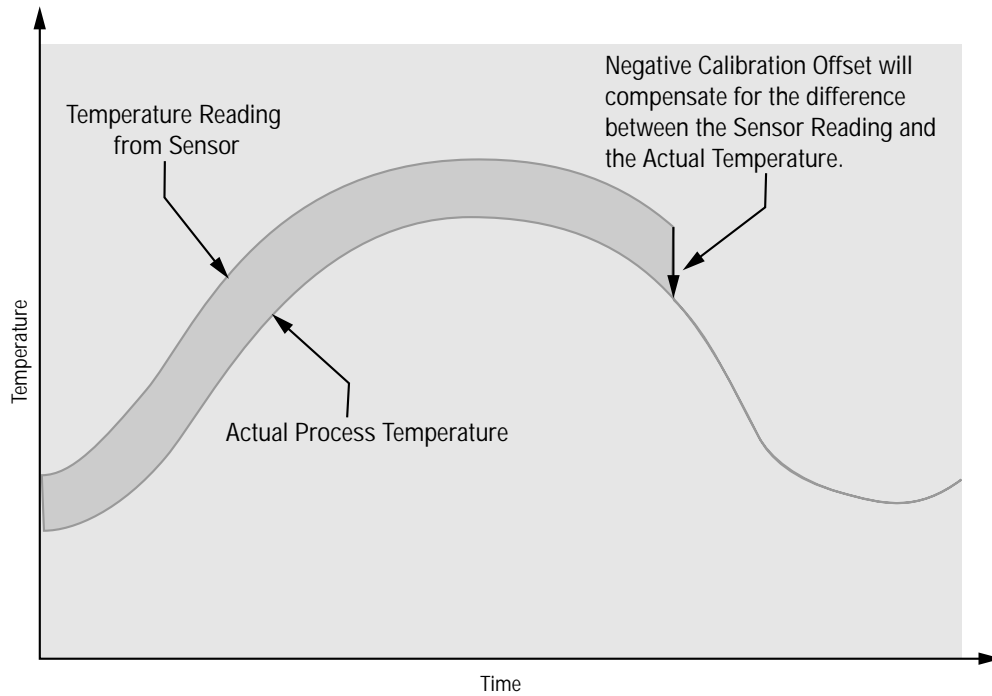 Negative Calibration Offset will
compensate for the difference
between the Sensor Reading and
the Actual Temperature.
Temperature Reading
from Sensor
Temperature
Actual Process Temperature
Time